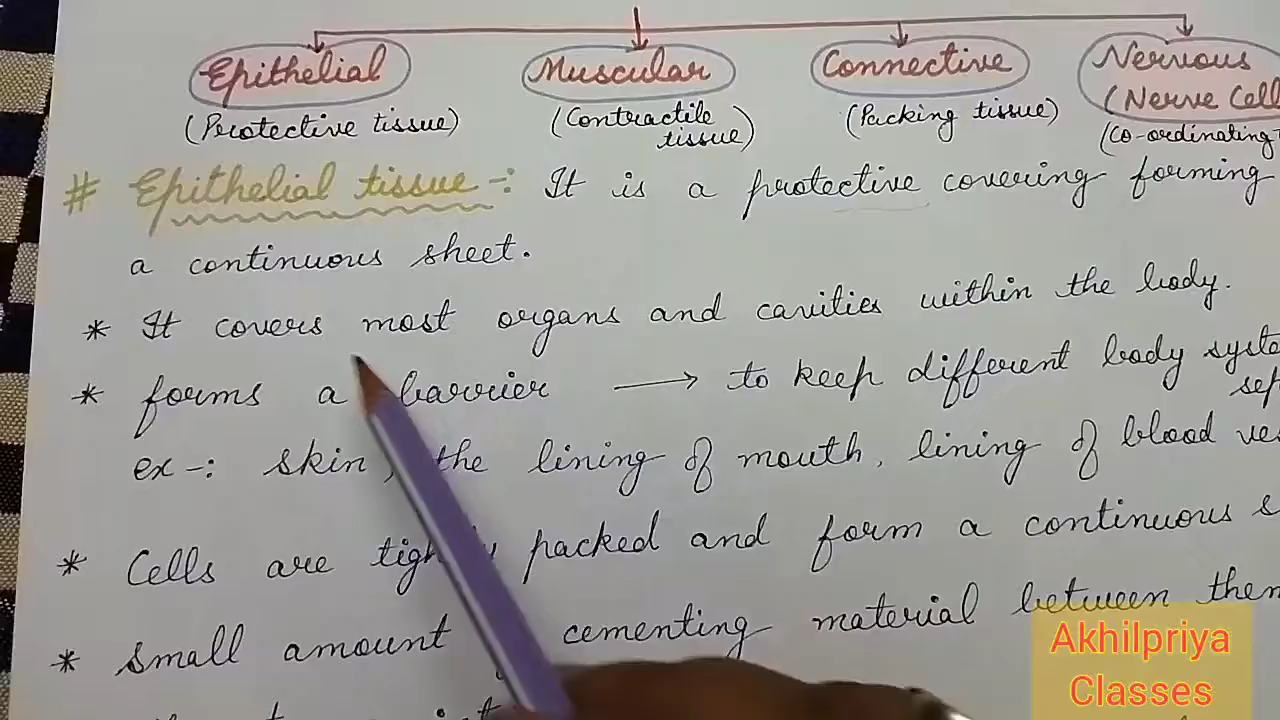 Epithelial Muscular Connective Nervous
(Nerve Cell
(Protective tissue) (Contractile tissue) (Packing tissue) (Co-ordinating
# Epithelial tissue -: It is a protective covering forming
a continuous sheet.
* It covers most organs and cavities within the body.
* forms a barrier → to keep different body syste
sep
ex -: skin, the lining of mouth, lining of blood ves
* Cells are tightly packed and form a continuous s
* small amount cementing material between them
Akhilpriya
Classes